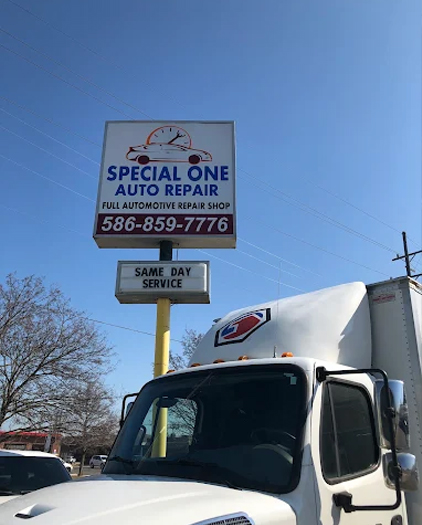 SPECIAL ONE
AUTO REPAIR
FULL AUTOMOTIVE REPAIR SHOP
586-859-7776
SAME DAY
SERVICE